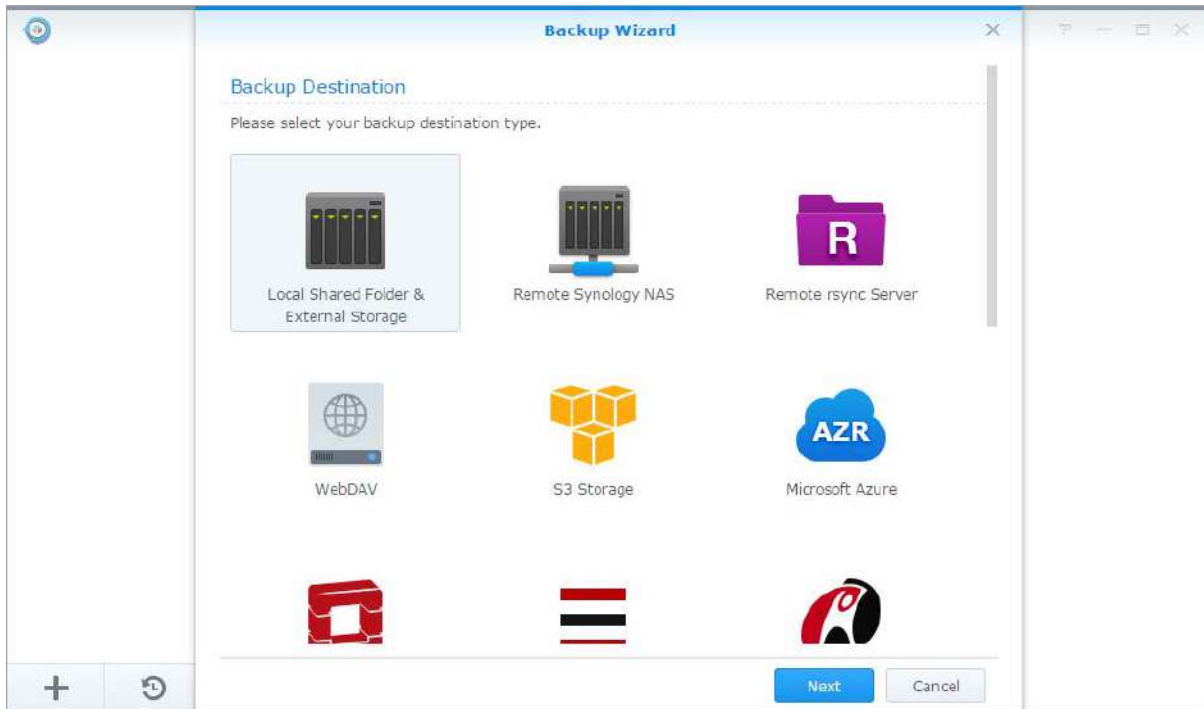 Backup Wizard
Backup Destination
Please select your backup destination type.
Local Shared Folder &
External Storage
Remote Synology NAS
R
Remote rsync Server
WebDAV
S3 Storage
AZR
Microsoft Azure
Next
Cancel